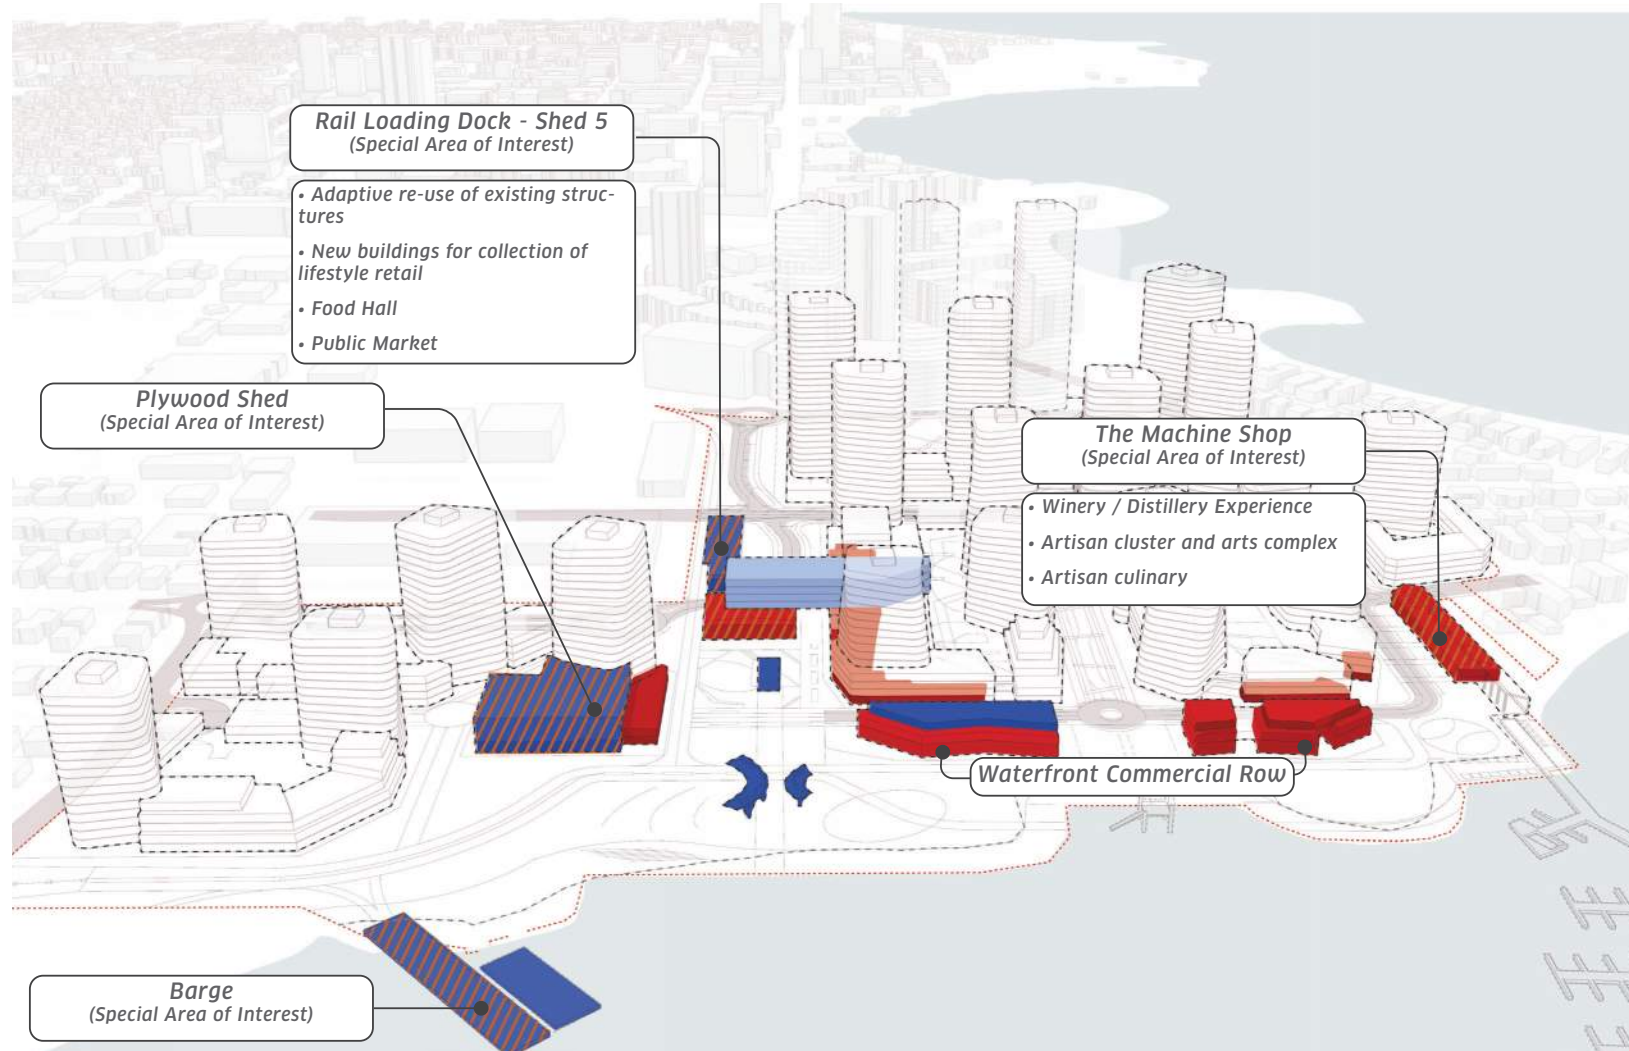 Rail Loading Dock - Shed 5
(Special Area of Interest)
• Adaptive re-use of existing struc-
tures
• New buildings for collection of
lifestyle retail
• Food Hall
• Public Market
Plywood Shed
(Special Area of Interest)
The Machine Shop
(Special Area of Interest)
• Winery / Distillery Experience
• Artisan cluster and arts complex
• Artisan culinary
Waterfront Commercial Row
Barge
(Special Area of Interest)